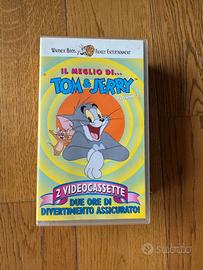 WARNER BROS. FAMILY ENTERTAINMENT
IL MEGLIO DI...
TOM & JERRY
2 VIDEOCASSETTE
DUE ORE DI
DIVERTIMENTO ASSICURATO!
subito